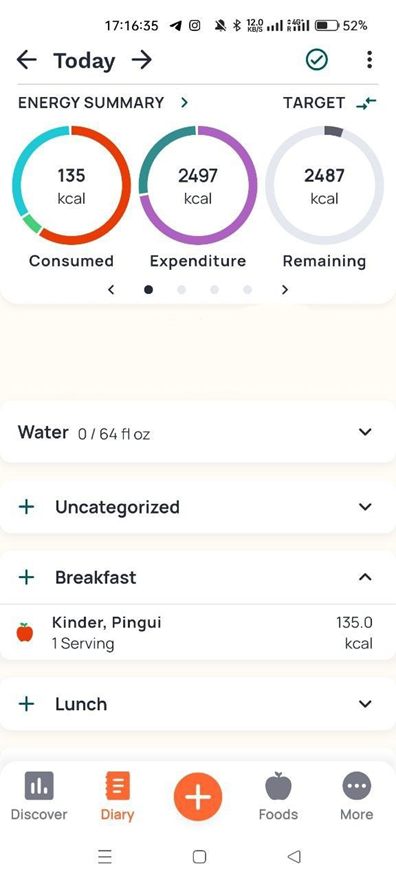 17:16:35 12.0 KB/S 4G+ R 52%
Today
ENERGY SUMMARY TARGET
135 2497 2487
kcal kcal kcal
Consumed Expenditure Remaining
Water 0 / 64 fl oz
Uncategorized
Breakfast
Kinder, Pingui 135.0
1 Serving kcal
Lunch
Discover Diary Foods More